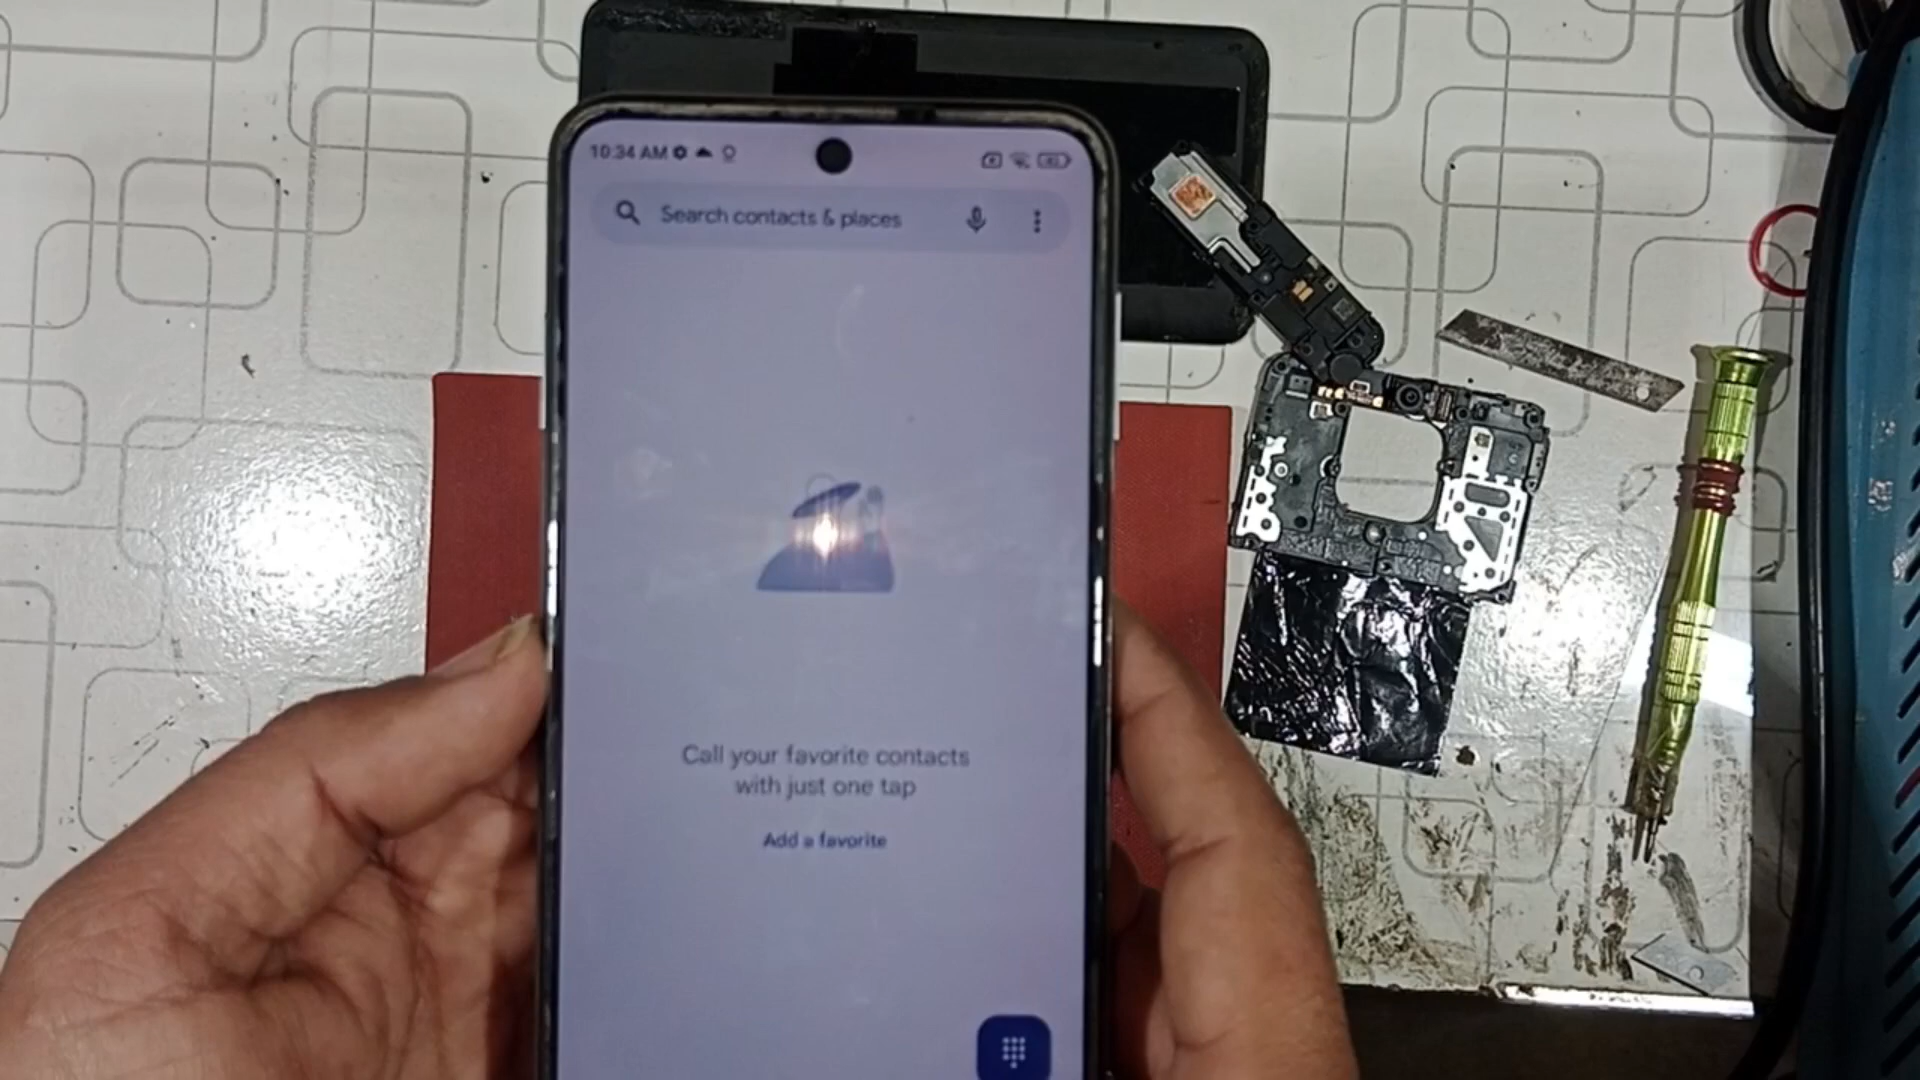 10:34 AM
Search contacts & places
Call your favorite contacts
with just one tap
Add a favorite